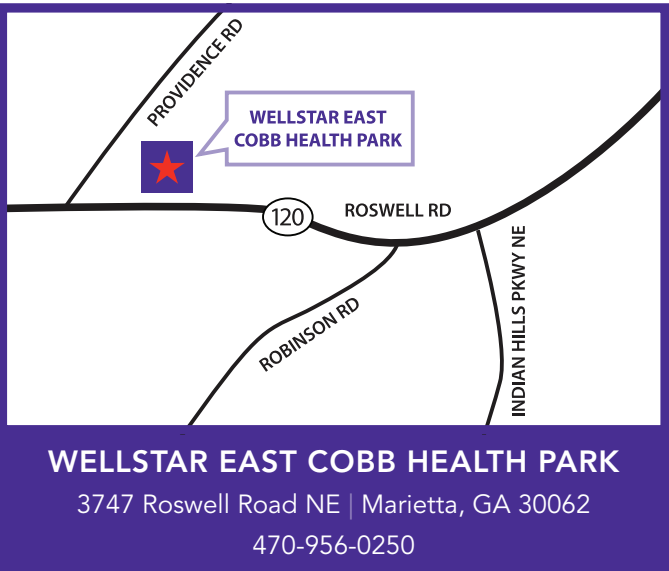 PROVIDENCE RD
WELLSTAR EAST
COBB HEALTH PARK
120
ROSWELL RD
ROBINSON RD
INDIAN HILLS PKWY NE
WELLSTAR EAST COBB HEALTH PARK
3747 Roswell Road NE | Marietta, GA 30062
470-956-0250